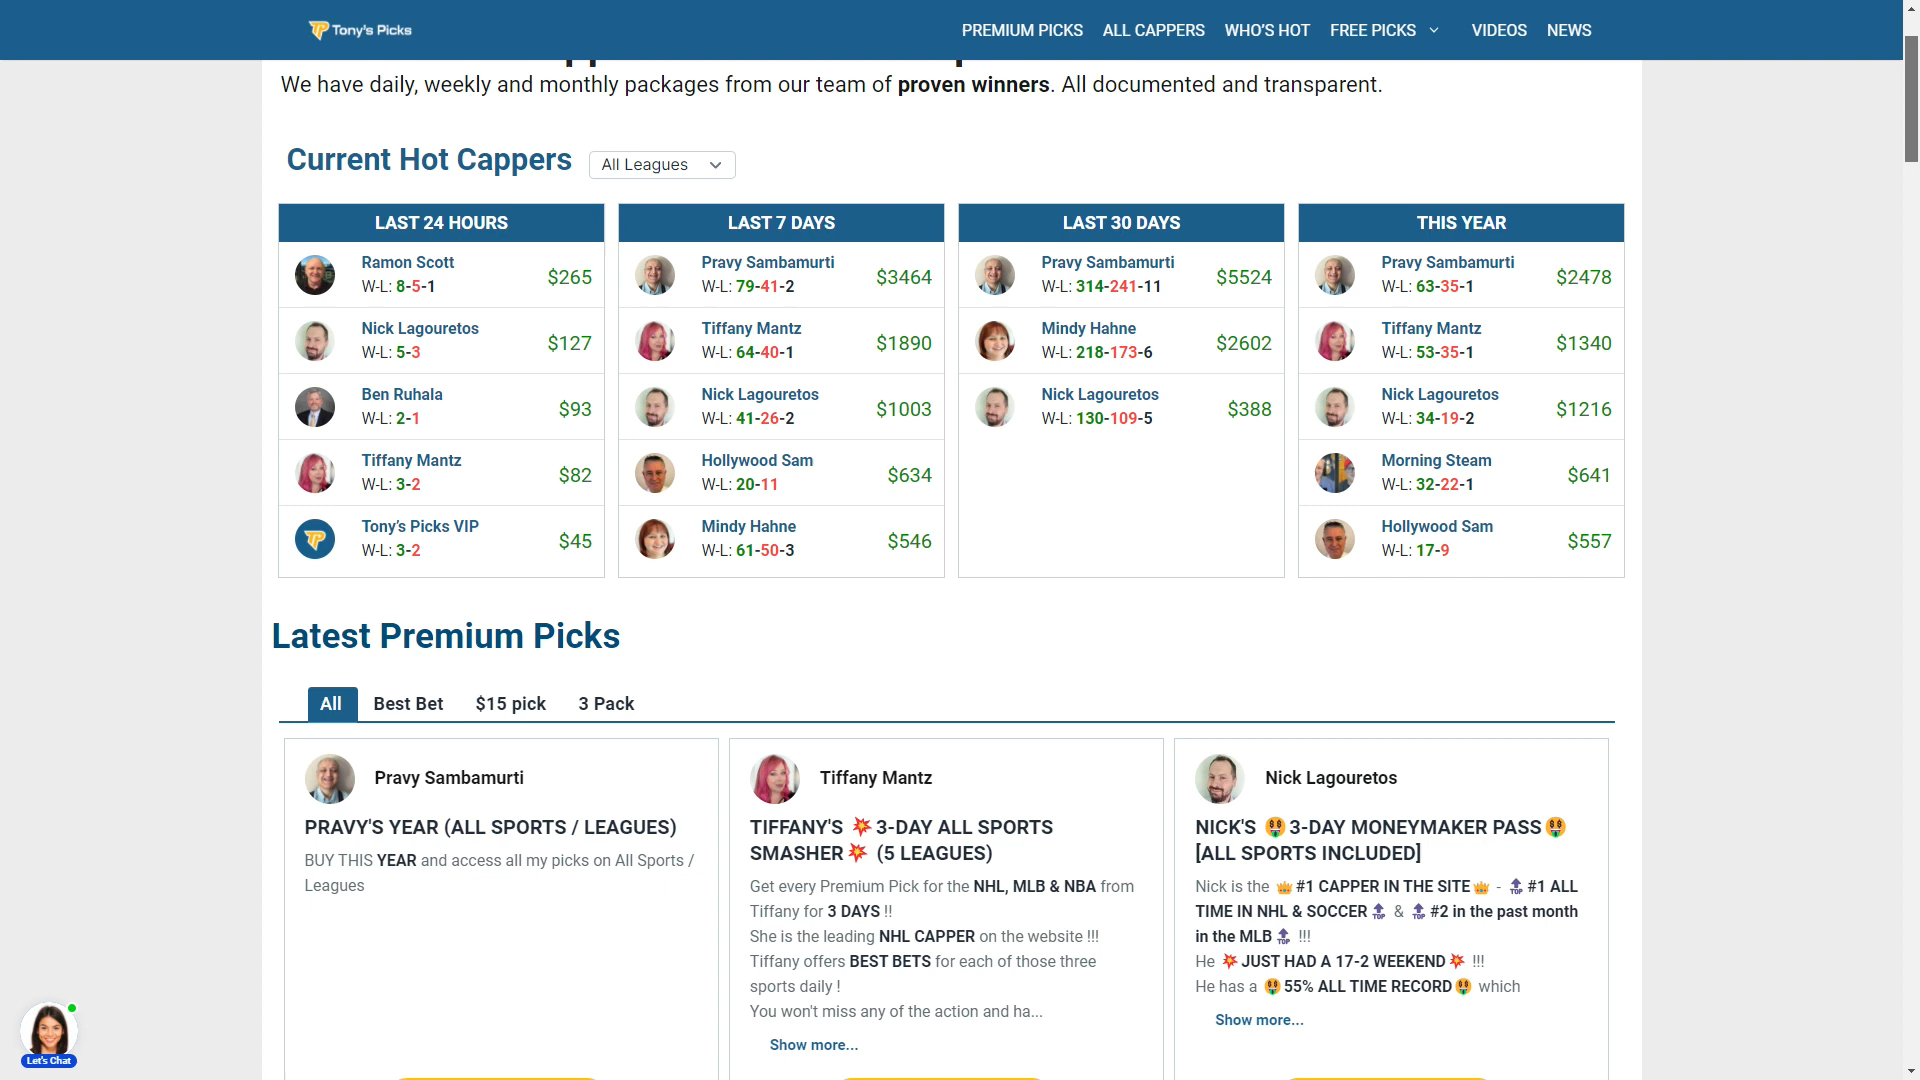 Tony's Picks
PREMIUM PICKS ALL CAPPERS WHO'S HOT FREE PICKS VIDEOS NEWS
We have daily, weekly and monthly packages from our team of proven winners. All documented and transparent.
Current Hot Cappers All Leagues
LAST 24 HOURS
Ramon Scott
W-L: 8-5-1
$265
Nick Lagouretos
W-L: 5-3
$127
Ben Ruhala
W-L: 2-1
$93
Tiffany Mantz
W-L: 3-2
$82
Tony's Picks VIP
W-L: 3-2
$45
LAST 7 DAYS
Pravy Sambamurti
W-L: 79-41-2
$3464
Tiffany Mantz
W-L: 64-40-1
$1890
Nick Lagouretos
W-L: 41-26-2
$1003
Hollywood Sam
W-L: 20-11
$634
Mindy Hahne
W-L: 61-50-3
$546
LAST 30 DAYS
Pravy Sambamurti
W-L: 314-241-11
$5524
Mindy Hahne
W-L: 218-173-6
$2602
Nick Lagouretos
W-L: 130-109-5
$388
THIS YEAR
Pravy Sambamurti
W-L: 63-35-1
$2478
Tiffany Mantz
W-L: 53-35-1
$1340
Nick Lagouretos
W-L: 34-19-2
$1216
Morning Steam
W-L: 32-22-1
$641
Hollywood Sam
W-L: 17-9
$557
Latest Premium Picks
All Best Bet $15 pick 3 Pack
Pravy Sambamurti
PRAVY'S YEAR (ALL SPORTS / LEAGUES)
BUY THIS YEAR and access all my picks on All Sports /
Leagues
Tiffany Mantz
TIFFANY'S 💥3-DAY ALL SPORTS
SMASHER💥 (5 LEAGUES)
Get every Premium Pick for the NHL, MLB & NBA from
Tiffany for 3 DAYS !!
She is the leading NHL CAPPER on the website !!!
Tiffany offers BEST BETS for each of those three
sports daily !
You won't miss any of the action and ha...
Show more...
Nick Lagouretos
NICK'S 🤑3-DAY MONEYMAKER PASS🤑
[ALL SPORTS INCLUDED]
Nick is the 👑#1 CAPPER IN THE SITE👑 - 🔝#1 ALL
TIME IN NHL & SOCCER🔝 & 🔝#2 in the past month
in the MLB🔝 !!!
He 💥JUST HAD A 17-2 WEEKEND💥 !!!
He has a 🤑55% ALL TIME RECORD🤑 which
Show more...
Let's Chat